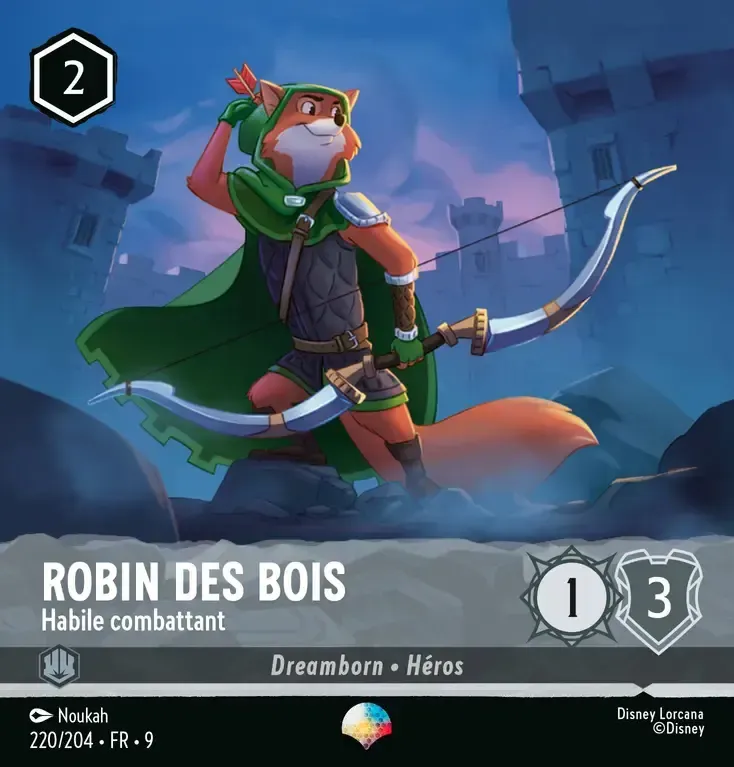 2
ROBIN DES BOIS
Habile combattant
1
3
Dreamborn • Héros
Noukah
220/204 • FR • 9
Disney Lorcana
©Disney